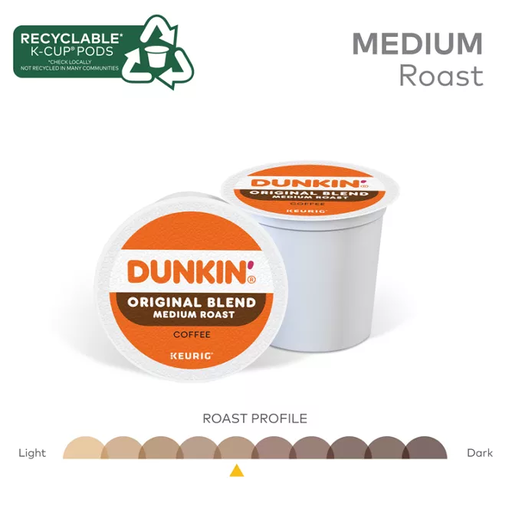 RECYCLABLE*
K-CUP® PODS
*CHECK LOCALLY
NOT RECYCLED IN MANY COMMUNITIES
MEDIUM
Roast
DUNKIN'®
ORIGINAL BLEND
MEDIUM ROAST
COFFEE
KEURIG®
DUNKIN'®
ORIGINAL BLEND
MEDIUM ROAST
COFFEE
KEURIG
ROAST PROFILE
Light
Dark